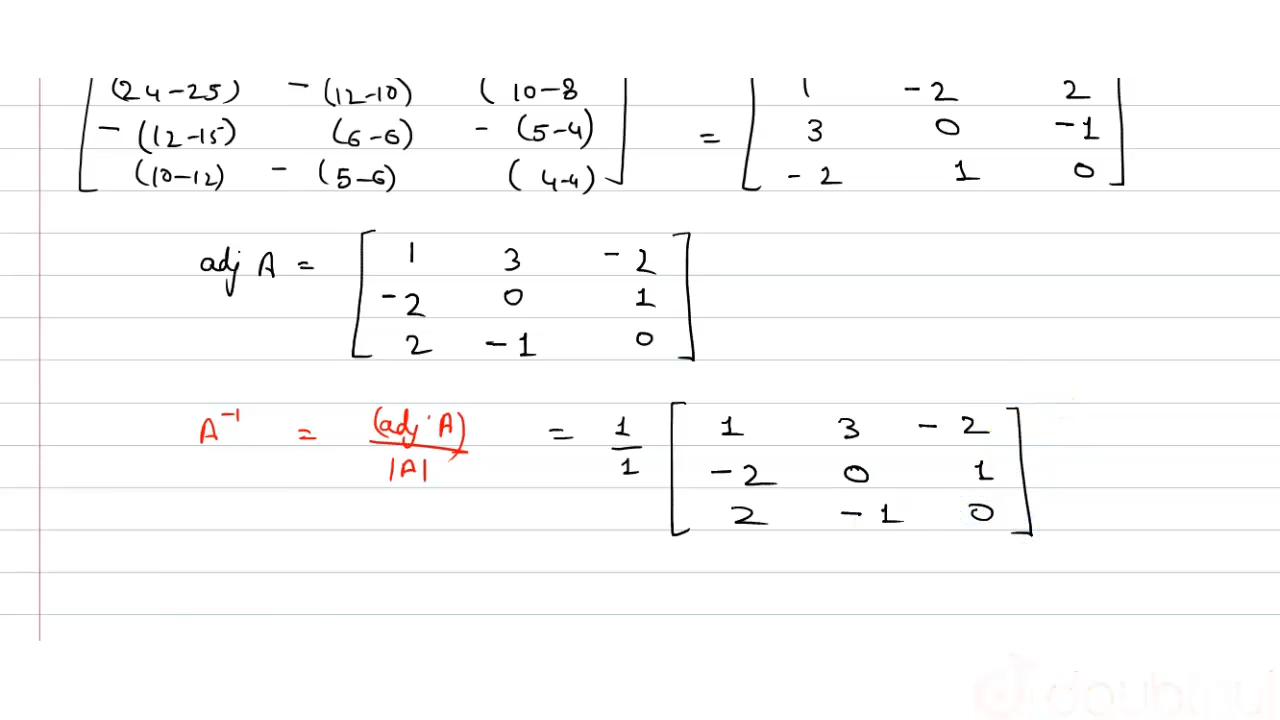 (24-25) -(12-10) (10-8 1 -2 2
-(12-15) (6-6) -(5-4) = 3 0 -1
(10-12) -(5-6) (4-4) -2 1 0
adj A = 1 3 -2
-2 0 1
2 -1 0
A⁻¹ = (adj·A) / |A| = 1/1 1 3 -2
-2 0 1
2 -1 0
doubtnut